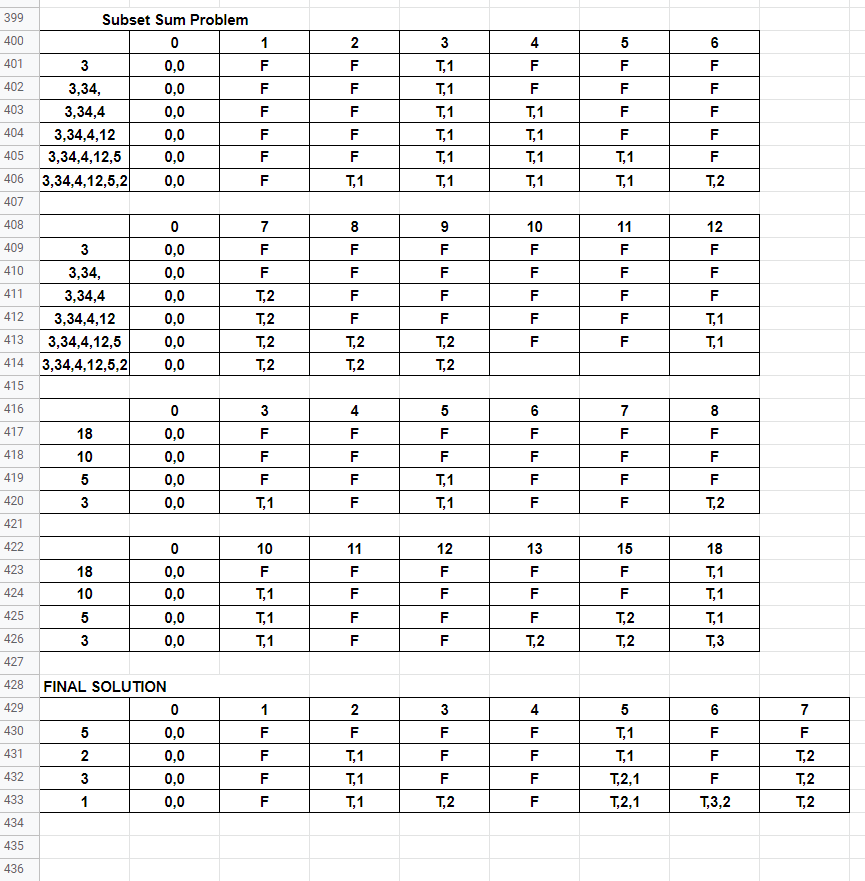 399 Subset Sum Problem
400 0 1 2 3 4 5 6
401 3 0,0 F F T,1 F F F
402 3,34, 0,0 F F T,1 F F F
403 3,34,4 0,0 F F T,1 T,1 F F
404 3,34,4,12 0,0 F F T,1 T,1 F F
405 3,34,4,12,5 0,0 F F T,1 T,1 T,1 F
406 3,34,4,12,5,2 0,0 F T,1 T,1 T,1 T,1 T,2
407
408 0 7 8 9 10 11 12
409 3 0,0 F F F F F F
410 3,34, 0,0 F F F F F F
411 3,34,4 0,0 T,2 F F F F F
412 3,34,4,12 0,0 T,2 F F F F T,1
413 3,34,4,12,5 0,0 T,2 T,2 T,2 F F T,1
414 3,34,4,12,5,2 0,0 T,2 T,2 T,2
415
416 0 3 4 5 6 7 8
417 18 0,0 F F F F F F
418 10 0,0 F F F F F F
419 5 0,0 F F T,1 F F F
420 3 0,0 T,1 F T,1 F F T,2
421
422 0 10 11 12 13 15 18
423 18 0,0 F F F F F T,1
424 10 0,0 T,1 F F F F T,1
425 5 0,0 T,1 F F F T,2 T,1
426 3 0,0 T,1 F F T,2 T,2 T,3
427
428 FINAL SOLUTION
429 0 1 2 3 4 5 6 7
430 5 0,0 F F F F T,1 F F
431 2 0,0 F T,1 F F T,1 F T,2
432 3 0,0 F T,1 F F T,2,1 F T,2
433 1 0,0 F T,1 T,2 F T,2,1 T,3,2 T,2
434
435
436